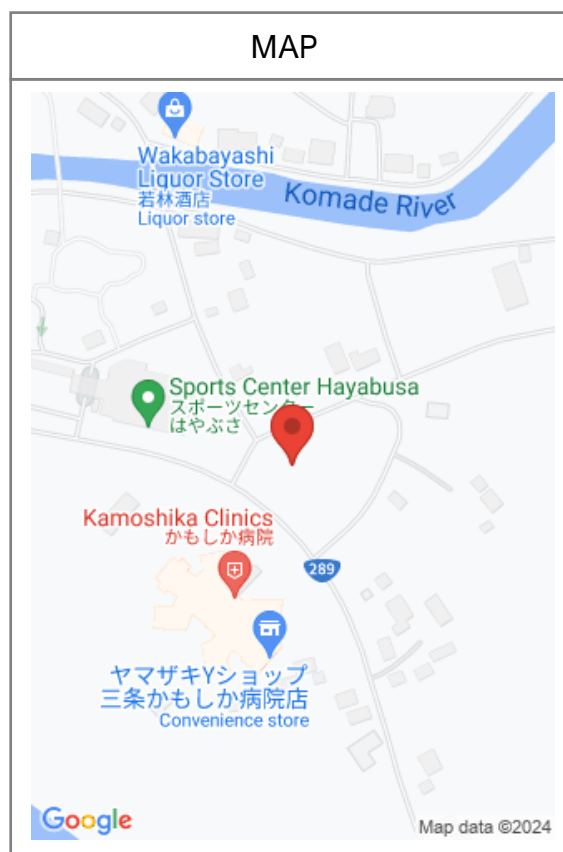 MAP
Wakabayashi
Liquor Store
若林酒店
Liquor store
Komade River
Sports Center Hayabusa
スポーツセンター
はやぶさ
Kamoshika Clinics
かもしか病院
289
ヤマザキYショップ
三条かもしか病院店
Convenience store
Google
Map data ©2024